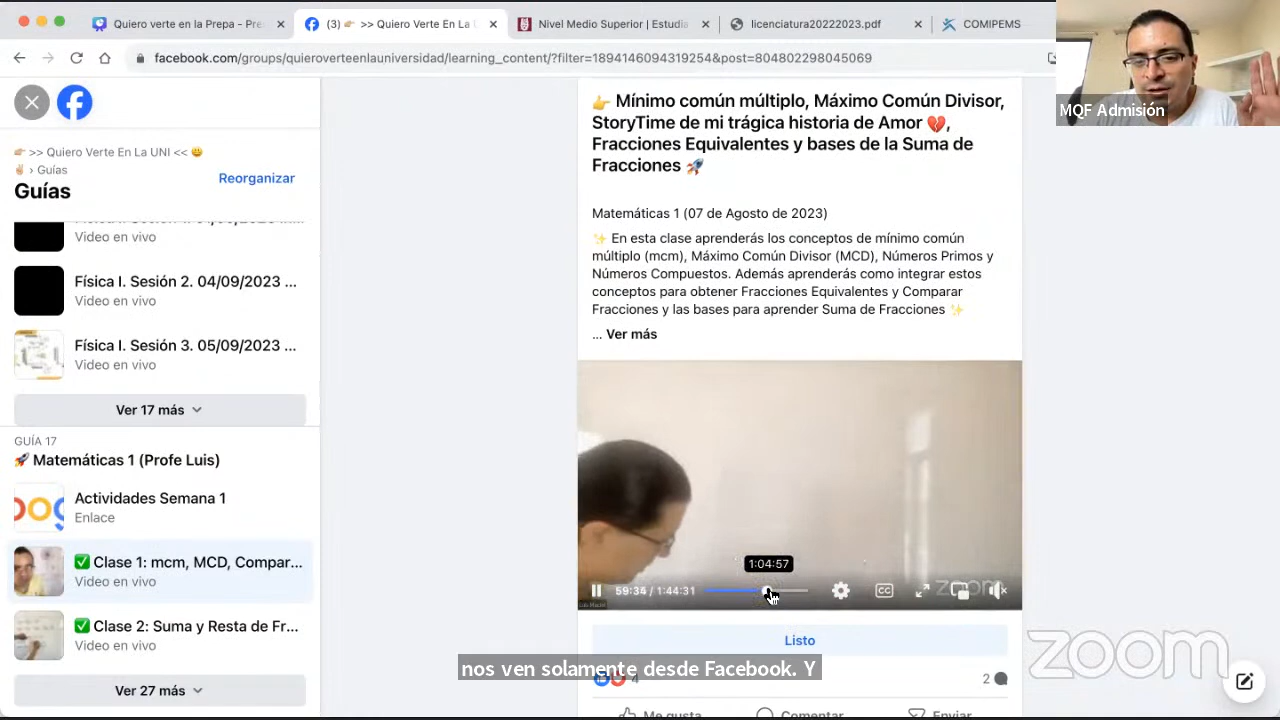 Quiero verte en la Prepa - Pre
(3) 👉 >> Quiero Verte En La U
Nivel Medio Superior | Estudia
licenciatura20222023.pdf
COMIPEMS
facebook.com/groups/quieroverteenlauniversidad/learning_content/?filter=1894146094319254&post=804802298045069
MQF Admisión
👉 >> Quiero Verte En La UNI << 😀
✌🏼 › Guías
Guías
Reorganizar
Video en vivo
Física I. Sesión 2. 04/09/2023 ...
Video en vivo
Física I. Sesión 3. 05/09/2023 ...
Video en vivo
Ver 17 más
GUÍA 17
🚀 Matemáticas 1 (Profe Luis)
Actividades Semana 1
Enlace
✅ Clase 1: mcm, MCD, Compar...
Video en vivo
✅ Clase 2: Suma y Resta de Fr...
Video en vivo
Ver 27 más
👉 Mínimo común múltiplo, Máximo Común Divisor,
StoryTime de mi trágica historia de Amor 💔,
Fracciones Equivalentes y bases de la Suma de
Fracciones 🚀
Matemáticas 1 (07 de Agosto de 2023)
✨ En esta clase aprenderás los conceptos de mínimo común
múltiplo (mcm), Máximo Común Divisor (MCD), Números Primos y
Números Compuestos. Además aprenderás como integrar estos
conceptos para obtener Fracciones Equivalentes y Comparar
Fracciones y las bases para aprender Suma de Fracciones ✨
... Ver más
1:04:57
59:34 / 1:44:31
CC
zoom
Listo
nos ven solamente desde Facebook. Y
4
2
Me gusta
Comentar
Enviar
zoom